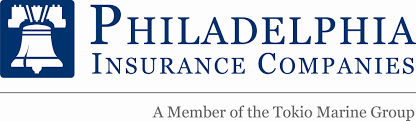 PHILADELPHIA
INSURANCE COMPANIES
A Member of the Tokio Marine Group